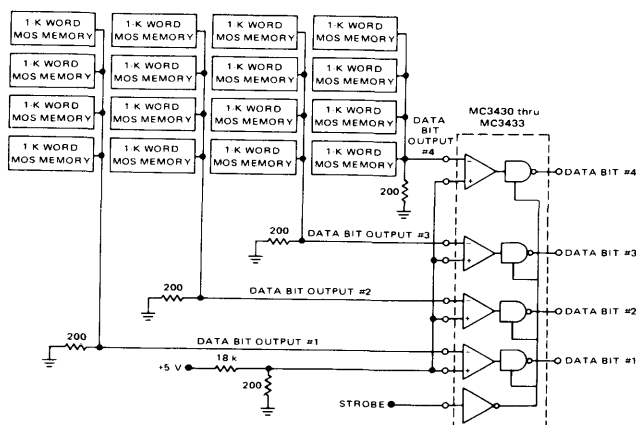 1-K WORD 1-K WORD 1-K WORD 1-K WORD
MOS MEMORY MOS MEMORY MOS MEMORY MOS MEMORY
1-K WORD 1-K WORD 1-K WORD 1-K WORD
MOS MEMORY MOS MEMORY MOS MEMORY MOS MEMORY
1-K WORD 1-K WORD 1-K WORD 1-K WORD
MOS MEMORY MOS MEMORY MOS MEMORY MOS MEMORY
1-K WORD 1-K WORD 1-K WORD 1-K WORD
MOS MEMORY MOS MEMORY MOS MEMORY MOS MEMORY
DATA
BIT
OUTPUT
#4
MC3430 thru
MC3433
200
- +
DATA BIT #4
200
DATA BIT OUTPUT #3
- +
DATA BIT #3
200
DATA BIT OUTPUT #2
- +
DATA BIT #2
200
DATA BIT OUTPUT #1
- +
DATA BIT #1
+5 V
18 k
200
STROBE